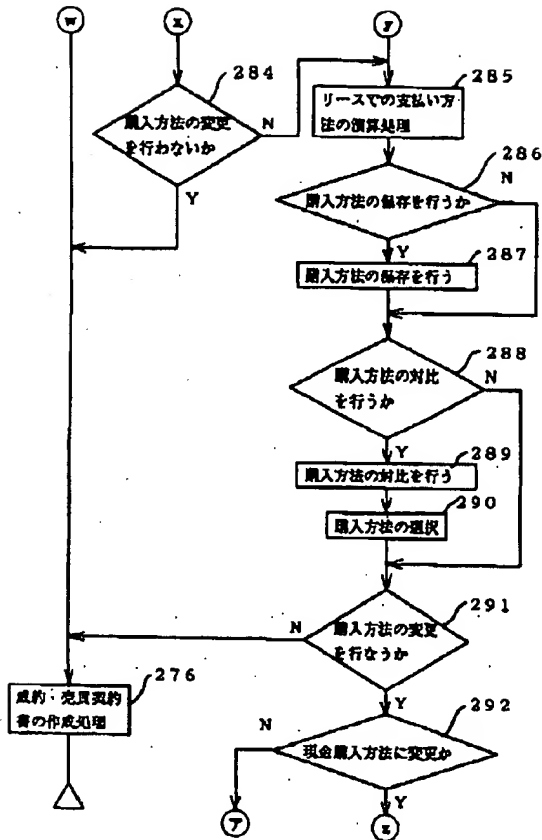 w
x
y
284
購入方法の変更
を行わないか
N
Y
285
リースでの支払い方
法の演算処理
286
購入方法の保存を行うか
N
Y
287
購入方法の保存を行う
288
購入方法の対比
を行うか
N
Y
289
購入方法の対比を行う
290
購入方法の選択
291
購入方法の変更
を行なうか
N
Y
276
成約・売買契約
書の作成処理
292
現金購入方法に変更か
N
Y
ア
z